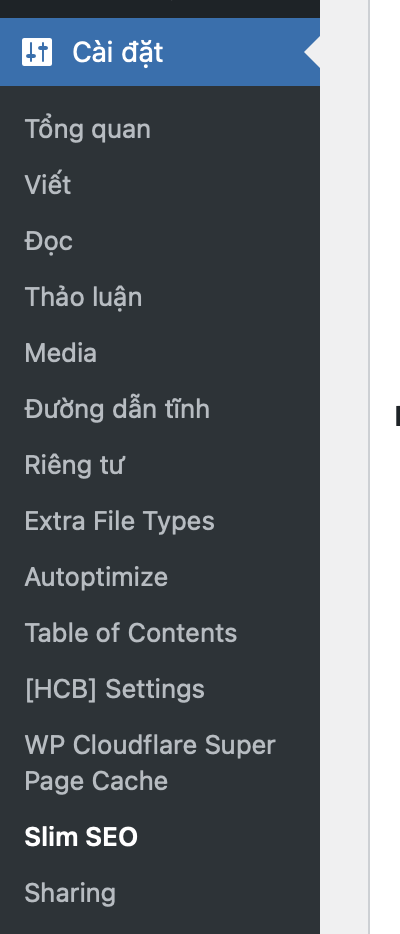 Cài đặt
Tổng quan
Viết
Đọc
Thảo luận
Media
Đường dẫn tĩnh
Riêng tư
Extra File Types
Autoptimize
Table of Contents
[HCB] Settings
WP Cloudflare Super
Page Cache
Slim SEO
Sharing